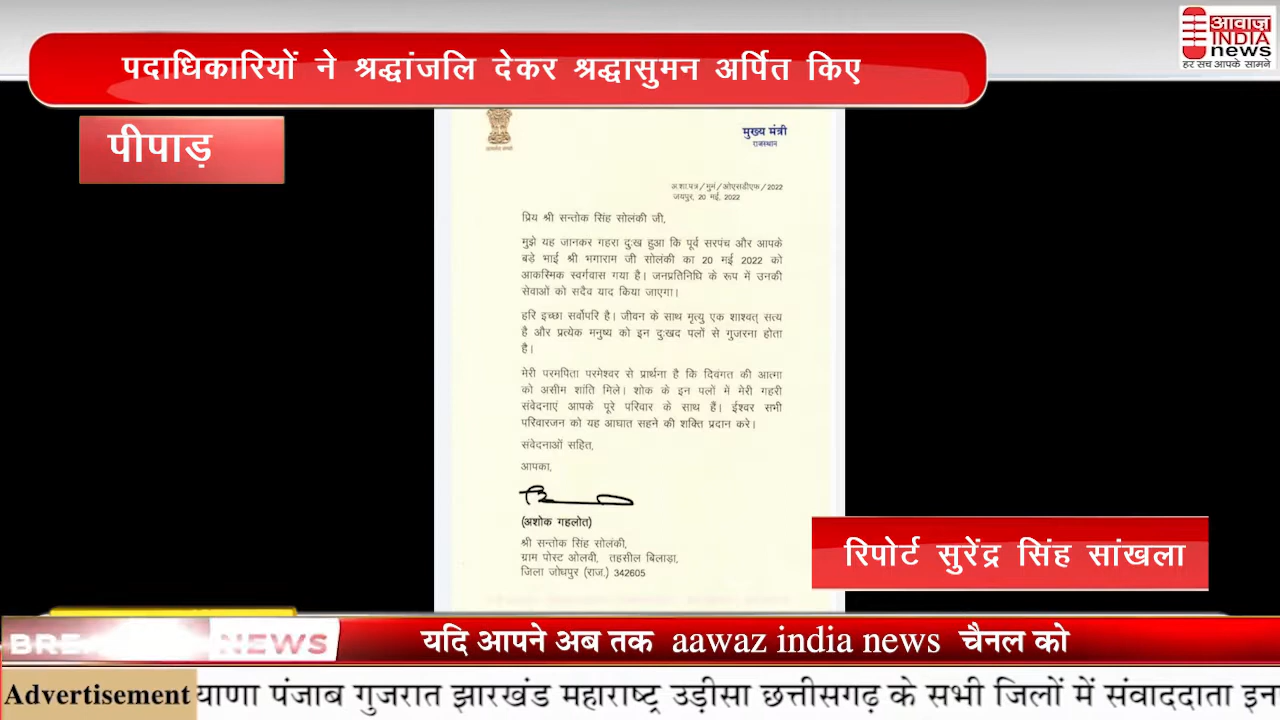 आवाज़
INDIA
news
हर सच आपके सामने
पदाधिकारियों ने श्रद्धांजलि देकर श्रद्धासुमन अर्पित किए
पीपाड़
मुख्य मंत्री
राजस्थान
अ.शा.पत्र/मुमं/ओएसडीएफ/2022
जयपुर, 20 मई, 2022
प्रिय श्री सन्तोक सिंह सोलंकी जी,
मुझे यह जानकर गहरा दुःख हुआ कि पूर्व सरपंच और आपके
बड़े भाई श्री भगाराम जी सोलंकी का 20 मई 2022 को
आकस्मिक स्वर्गवास गया है। जनप्रतिनिधि के रूप में उनकी
सेवाओं को सदैव याद किया जाएगा।
हरि इच्छा सर्वोपरि है। जीवन के साथ मृत्यु एक शाश्वत् सत्य
है और प्रत्येक मनुष्य को इन दुःखद पलों से गुजरना होता
है।
मेरी परमपिता परमेश्वर से प्रार्थना है कि दिवंगत की आत्मा
को असीम शांति मिले। शोक के इन पलों में मेरी गहरी
संवेदनाएं आपके पूरे परिवार के साथ हैं। ईश्वर सभी
परिवारजन को यह आघात सहने की शक्ति प्रदान करे।
संवेदनाओं सहित,
आपका,
(अशोक गहलोत)
श्री सन्तोक सिंह सोलंकी,
ग्राम पोस्ट ओलवी, तहसील बिलाड़ा,
जिला जोधपुर (राज.) 342605
रिपोर्ट सुरेंद्र सिंह सांखला
BREAKING NEWS
यदि आपने अब तक aawaz india news चैनल को
Advertisement याणा पंजाब गुजरात झारखंड महाराष्ट्र उड़ीसा छत्तीसगढ़ के सभी जिलों में संवाददाता इन